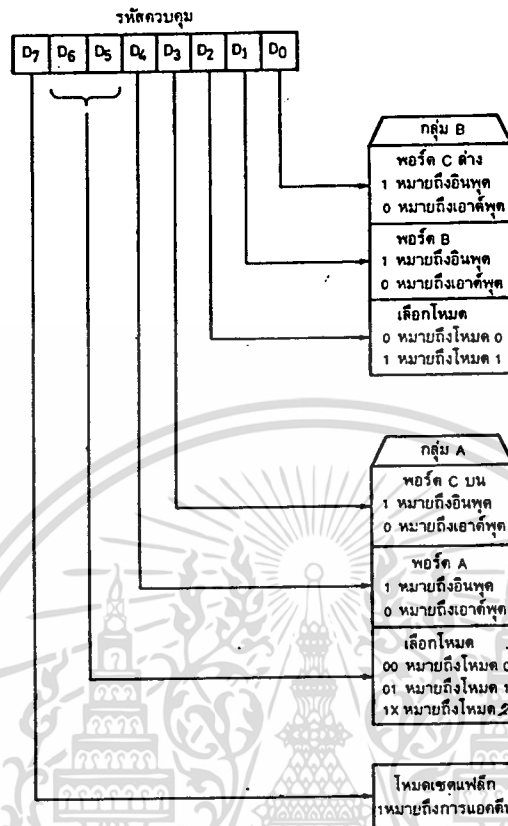 รหัสควบคุม
D7 D6 D5 D4 D3 D2 D1 D0
กลุ่ม B
พอร์ต C ล่าง
1 หมายถึงอินพุต
0 หมายถึงเอาต์พุต
พอร์ต B
1 หมายถึงอินพุต
0 หมายถึงเอาต์พุต
เลือกโหมด
0 หมายถึงโหมด 0
1 หมายถึงโหมด 1
กลุ่ม A
พอร์ต C บน
1 หมายถึงอินพุต
0 หมายถึงเอาต์พุต
พอร์ต A
1 หมายถึงอินพุต
0 หมายถึงเอาต์พุต
เลือกโหมด
00 หมายถึงโหมด 0
01 หมายถึงโหมด 1
1X หมายถึงโหมด 2
โหมดเซตแฟล็ก
1หมายถึงการแอคตีฟ